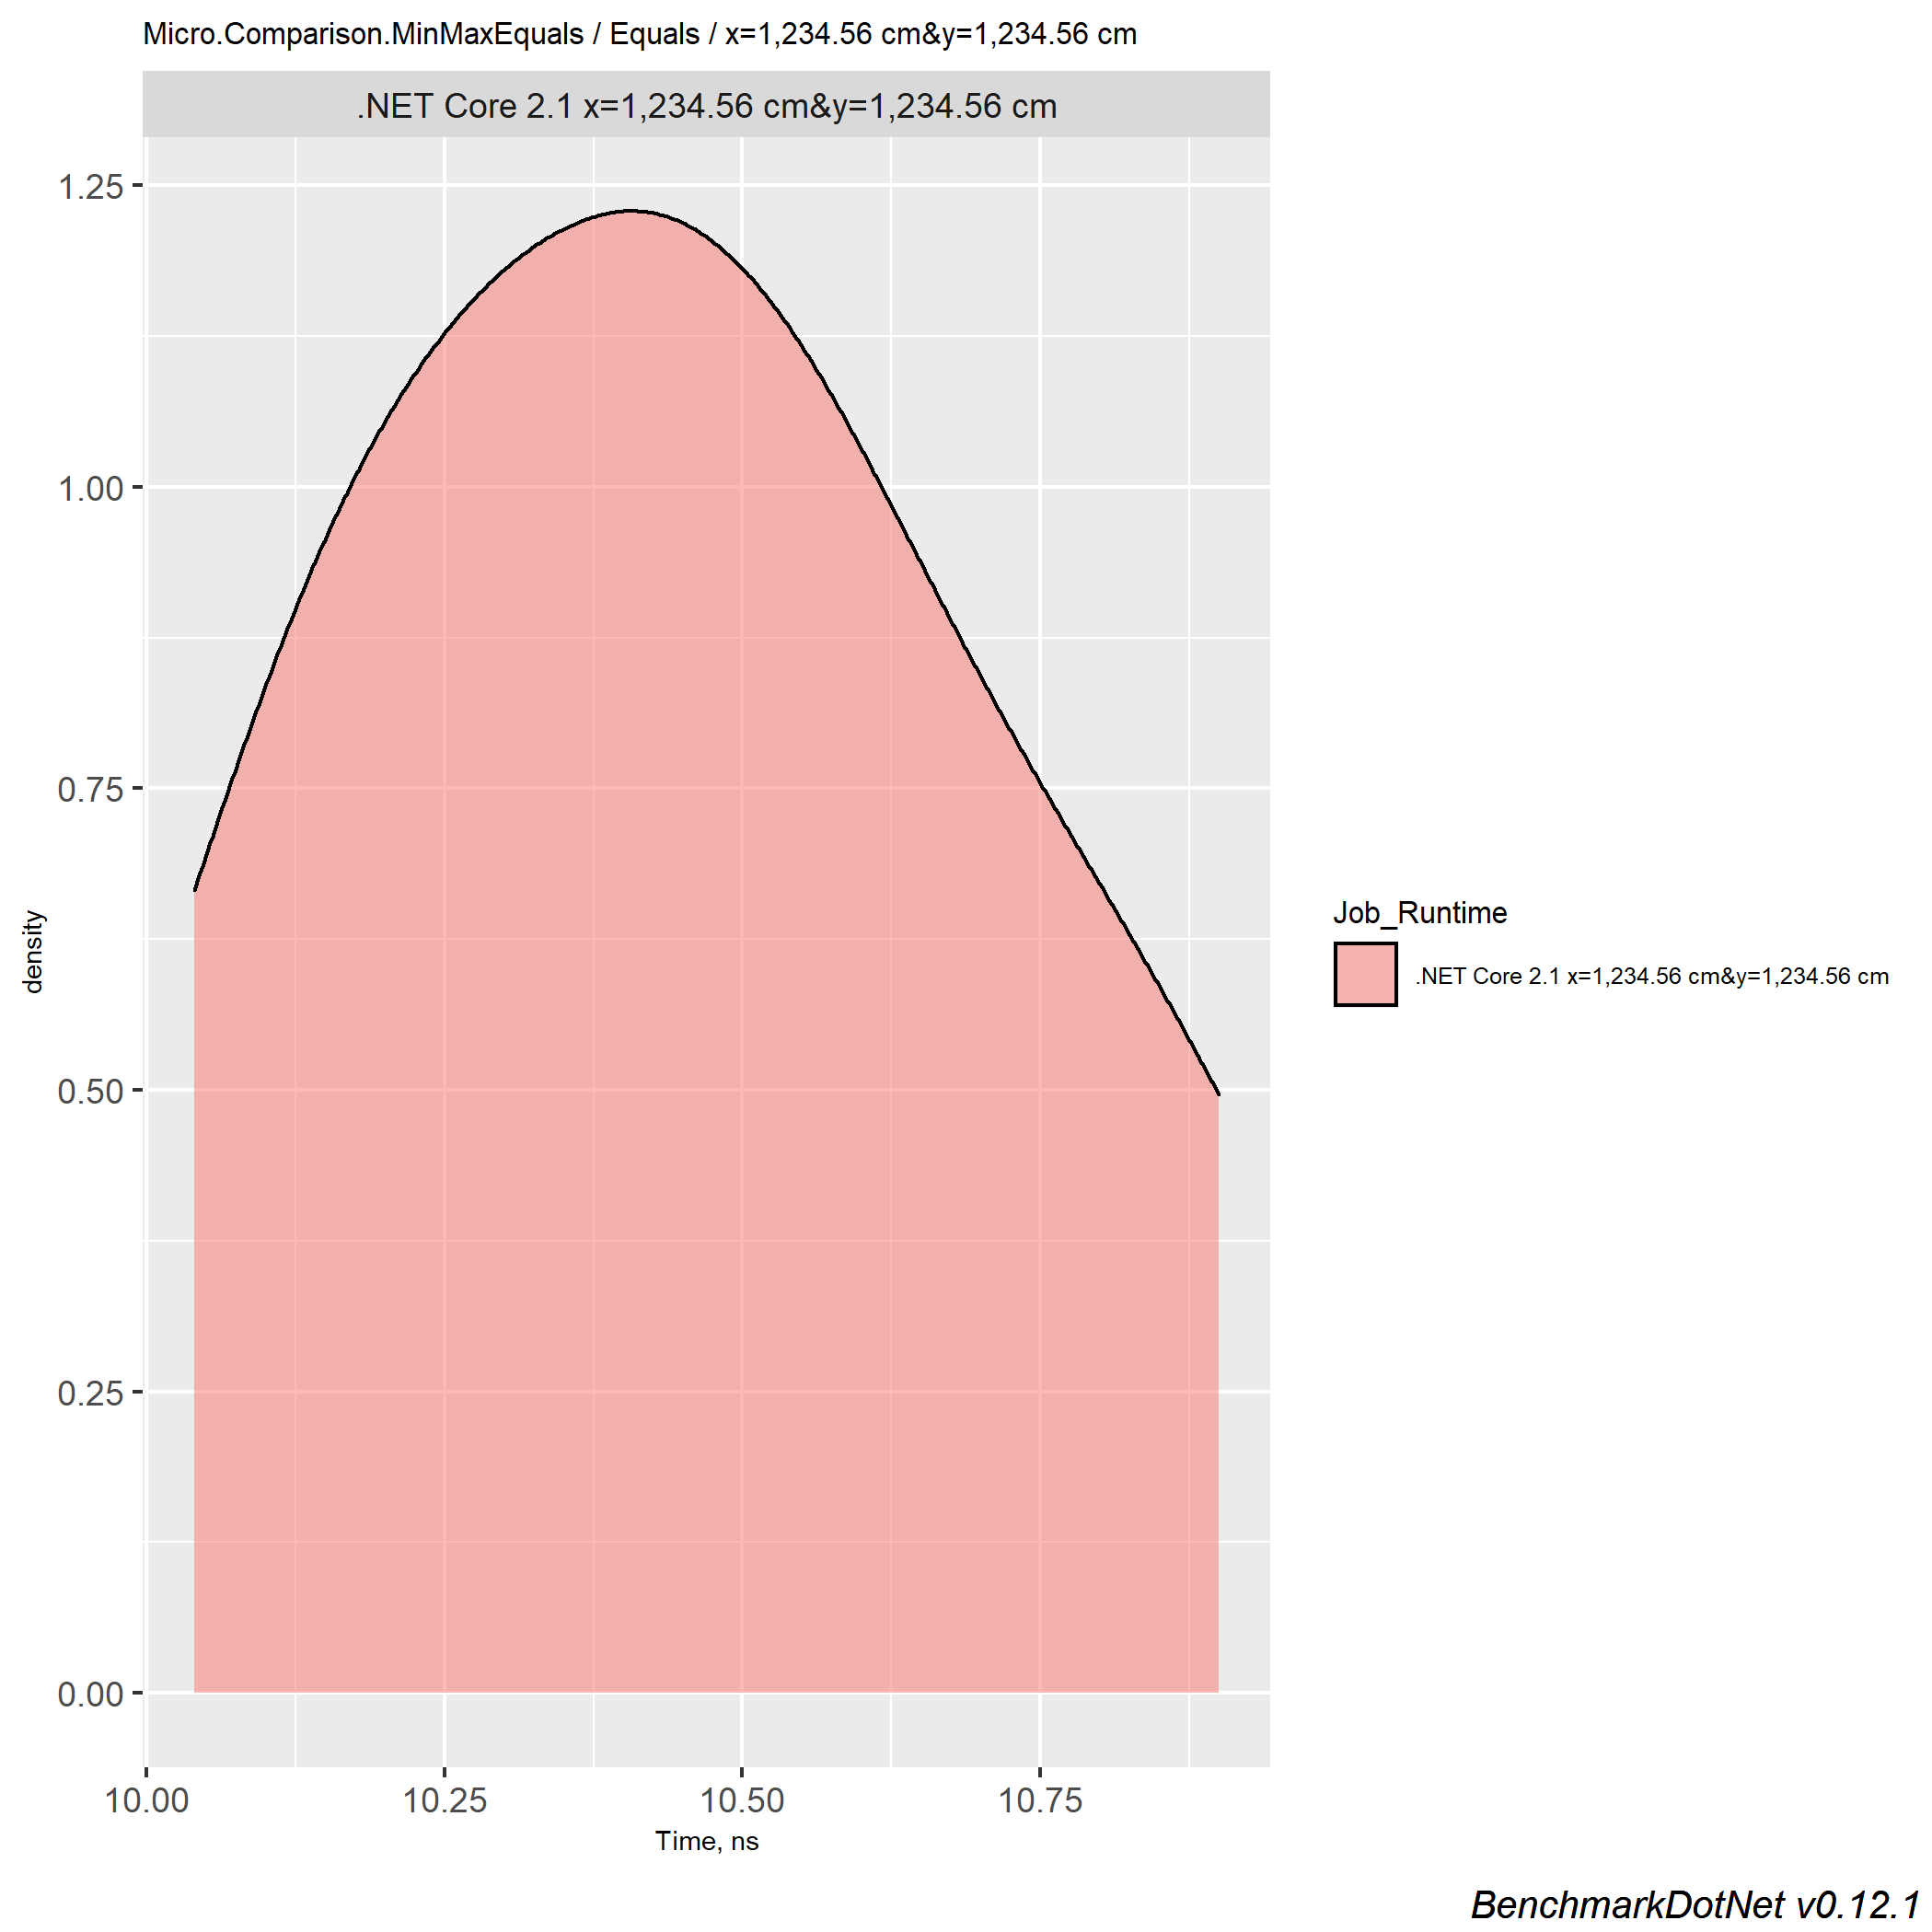 Micro.Comparison.MinMaxEquals / Equals / x=1,234.56 cm&y=1,234.56 cm
.NET Core 2.1 x=1,234.56 cm&y=1,234.56 cm
1.25
1.00
0.75
0.50
0.25
0.00
density
10.00 10.25 10.50 10.75
Time, ns
Job_Runtime
.NET Core 2.1 x=1,234.56 cm&y=1,234.56 cm
BenchmarkDotNet v0.12.1